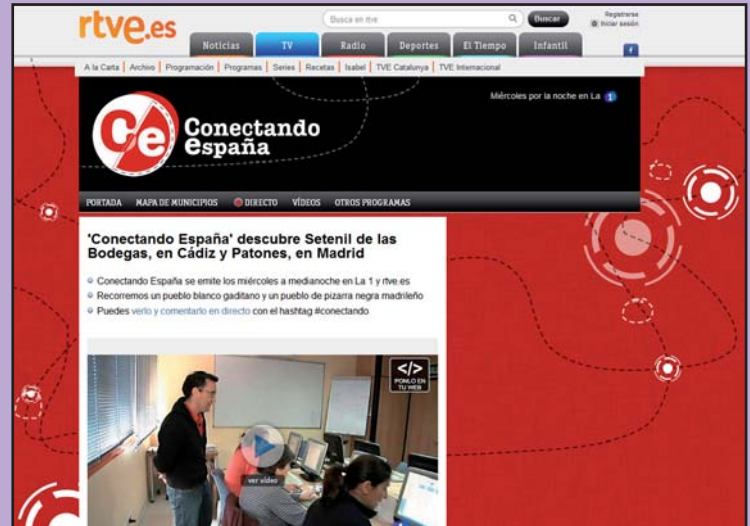 rtve.es
Busca en rtve
Buscar
Registrarse
Iniciar sesión
Noticias TV Radio Deportes El Tiempo Infantil
A la Carta | Archivo | Programación | Programas | Series | Recetas | Isabel | TVE Catalunya | TVE Internacional
Miércoles por la noche en La 1
Ce Conectando
España
PORTADA MAPA DE MUNICIPIOS DIRECTO VÍDEOS OTROS PROGRAMAS
'Conectando España' descubre Setenil de las
Bodegas, en Cádiz y Patones, en Madrid
Conectando España se emite los miércoles a medianoche en La 1 y rtve.es
Recorremos un pueblo blanco gaditano y un pueblo de pizarra negra madrileño
Puedes verlo y comentarlo en directo con el hashtag #conectando
</>
PONLO EN
TU WEB
ver vídeo